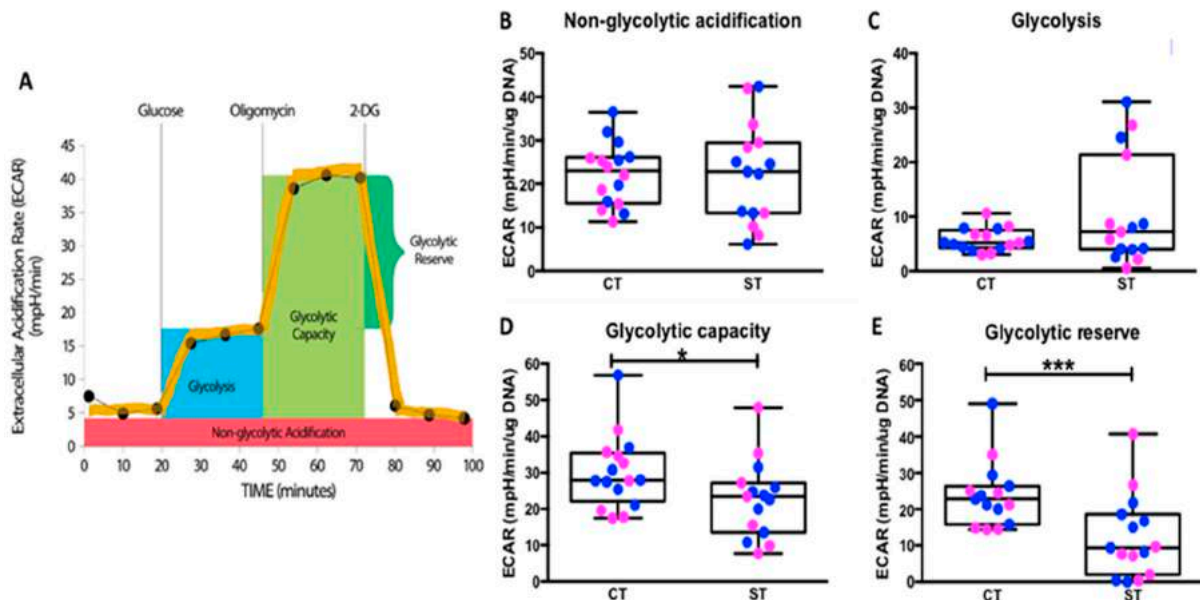 A
Glucose
Oligomycin
2-DG
Extracellular Acidification Rate (ECAR)
(mpH/min)
45
40
35
30
25
20
15
10
5
0
Glycolytic
Reserve
Glycolytic
Capacity
Glycolysis
Non-glycolytic Acidification
0 10 20 30 40 50 60 70 80 90 100
TIME (minutes)
B
Non-glycolytic acidification
ECAR (mpH/min/ug DNA)
50
40
30
20
10
0
CT ST
C
Glycolysis
ECAR (mpH/min/ug DNA)
40
30
20
10
0
CT ST
D
Glycolytic capacity
*
ECAR (mpH/min/ug DNA)
60
50
40
30
20
10
0
CT ST
E
Glycolytic reserve
***
ECAR (mpH/min/ug DNA)
60
50
40
30
20
10
0
CT ST